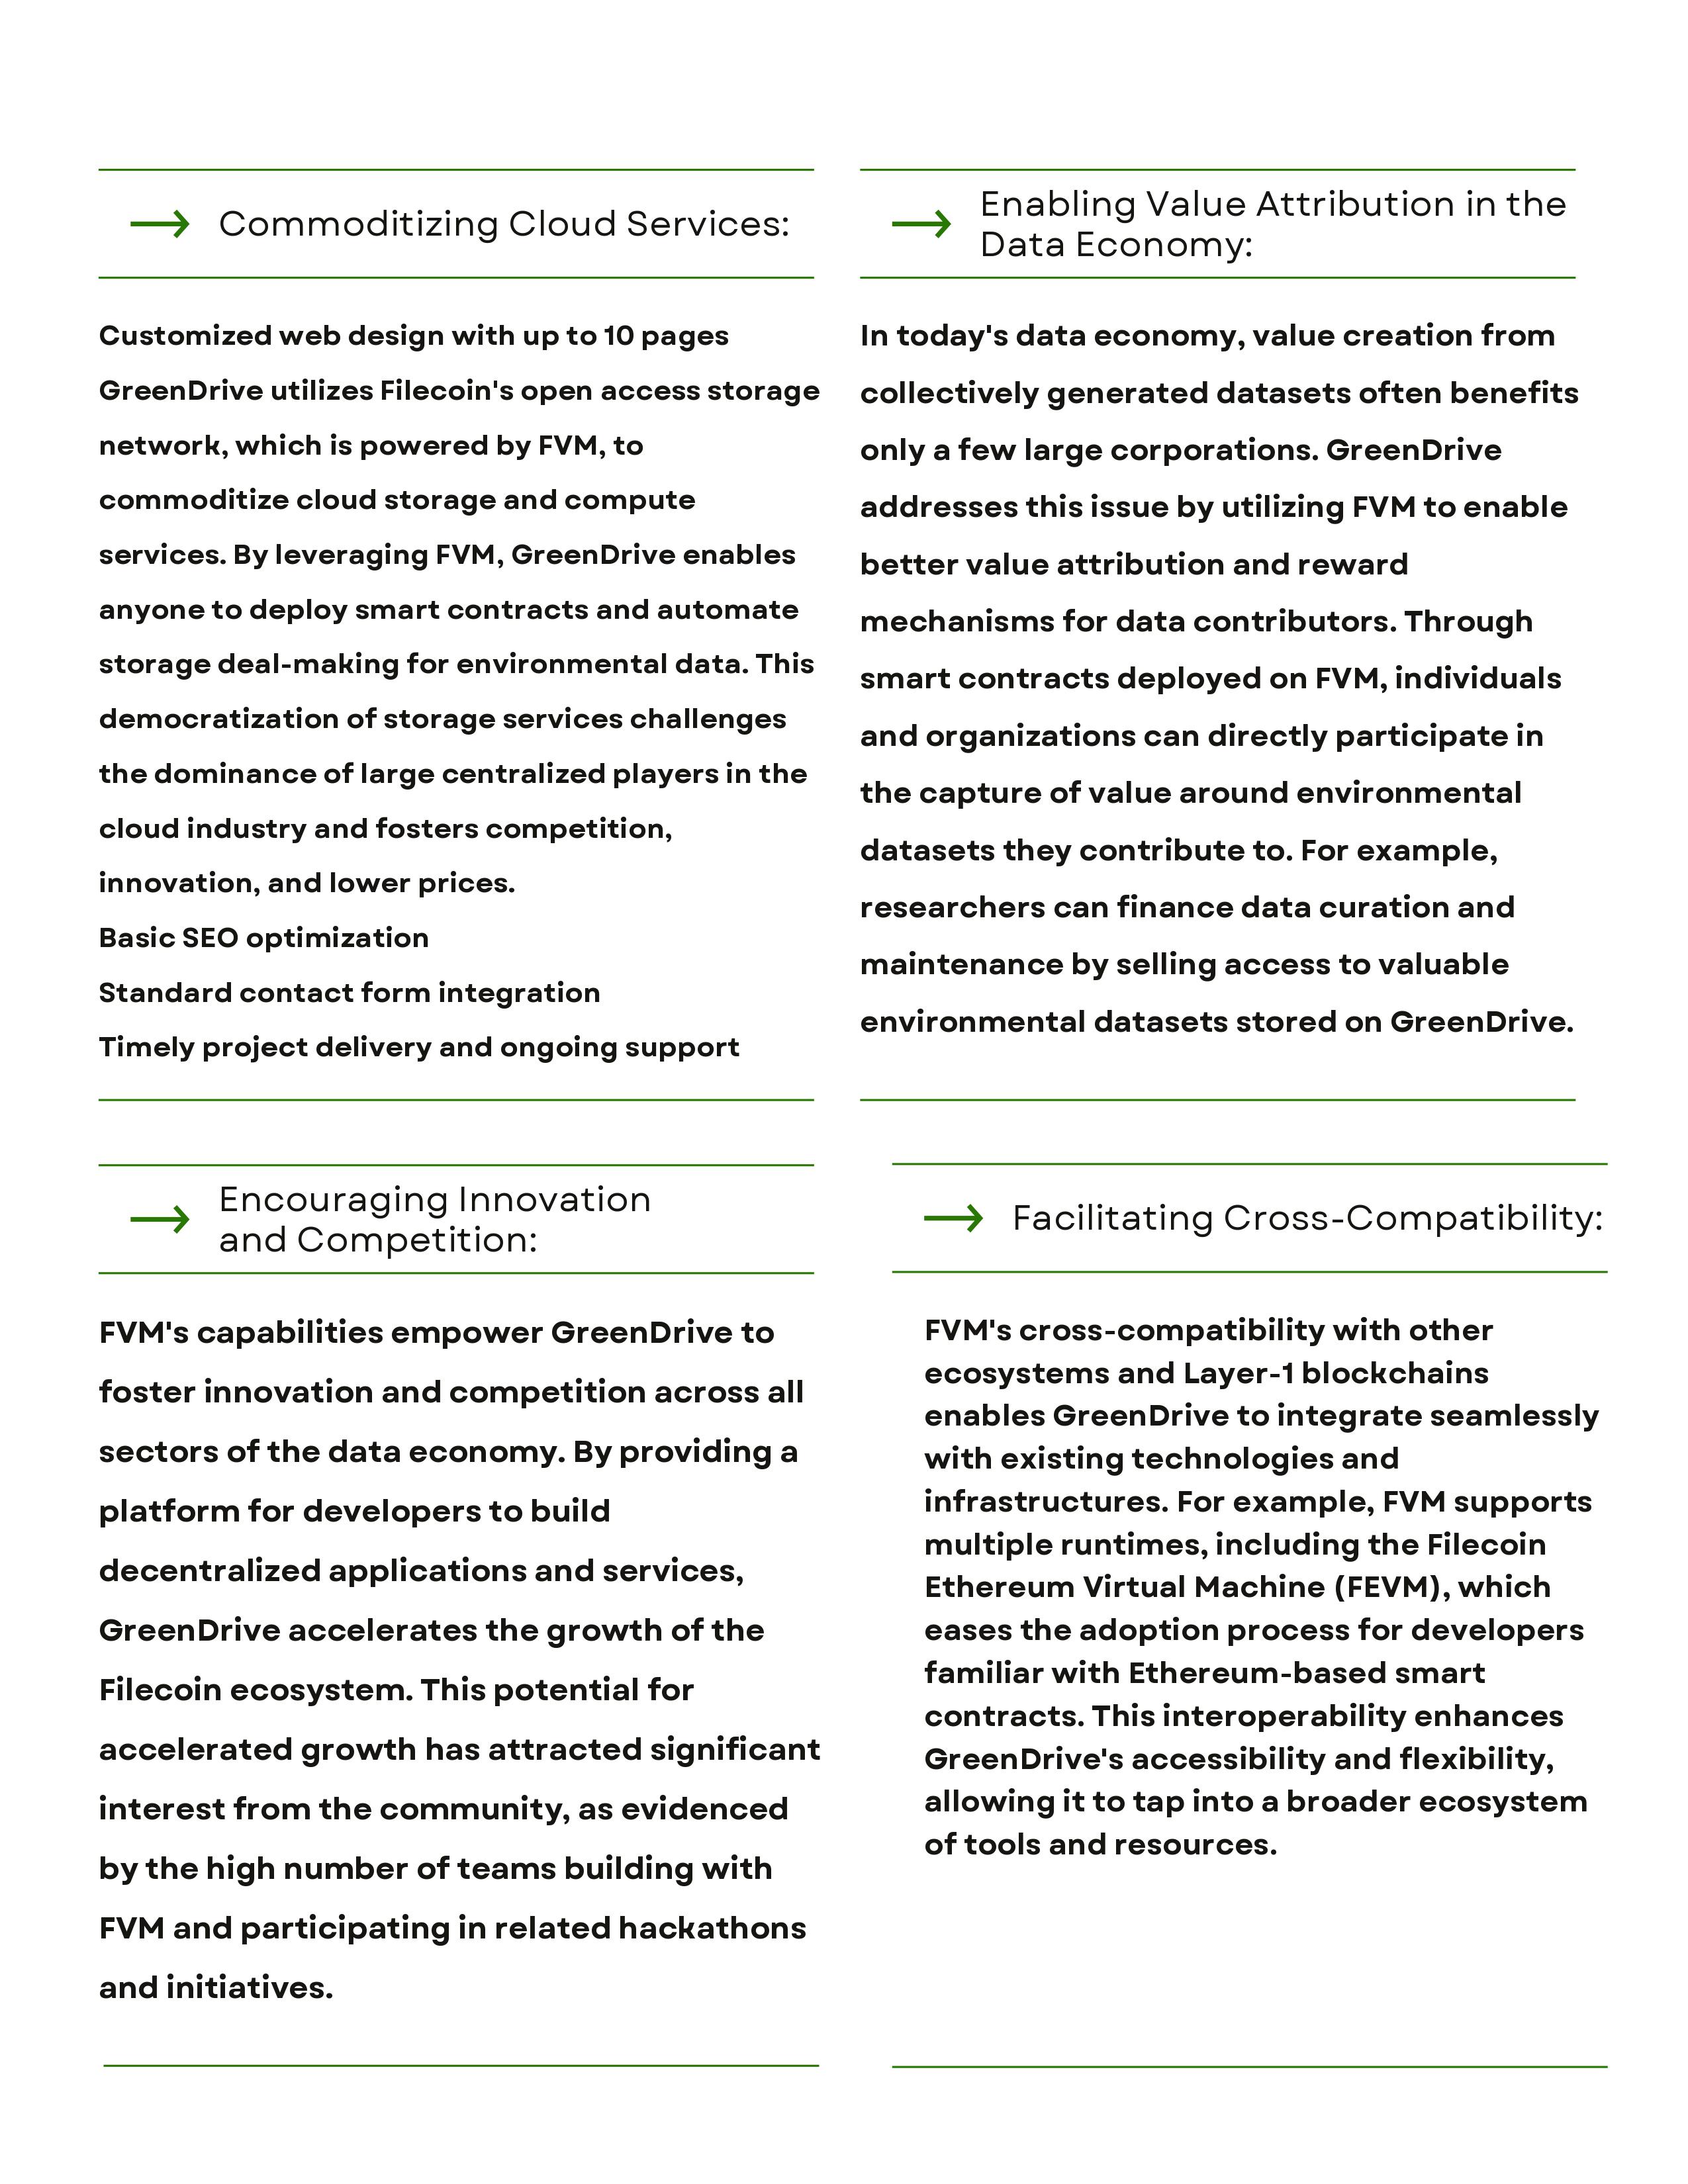 Commoditizing Cloud Services:
Customized web design with up to 10 pages
GreenDrive utilizes Filecoin's open access storage
network, which is powered by FVM, to
commoditize cloud storage and compute
services. By leveraging FVM, GreenDrive enables
anyone to deploy smart contracts and automate
storage deal-making for environmental data. This
democratization of storage services challenges
the dominance of large centralized players in the
cloud industry and fosters competition,
innovation, and lower prices.
Basic SEO optimization
Standard contact form integration
Timely project delivery and ongoing support
Enabling Value Attribution in the
Data Economy:
In today's data economy, value creation from
collectively generated datasets often benefits
only a few large corporations. GreenDrive
addresses this issue by utilizing FVM to enable
better value attribution and reward
mechanisms for data contributors. Through
smart contracts deployed on FVM, individuals
and organizations can directly participate in
the capture of value around environmental
datasets they contribute to. For example,
researchers can finance data curation and
maintenance by selling access to valuable
environmental datasets stored on GreenDrive.
Encouraging Innovation
and Competition:
FVM's capabilities empower GreenDrive to
foster innovation and competition across all
sectors of the data economy. By providing a
platform for developers to build
decentralized applications and services,
GreenDrive accelerates the growth of the
Filecoin ecosystem. This potential for
accelerated growth has attracted significant
interest from the community, as evidenced
by the high number of teams building with
FVM and participating in related hackathons
and initiatives.
Facilitating Cross-Compatibility:
FVM's cross-compatibility with other
ecosystems and Layer-1 blockchains
enables GreenDrive to integrate seamlessly
with existing technologies and
infrastructures. For example, FVM supports
multiple runtimes, including the Filecoin
Ethereum Virtual Machine (FEVM), which
eases the adoption process for developers
familiar with Ethereum-based smart
contracts. This interoperability enhances
GreenDrive's accessibility and flexibility,
allowing it to tap into a broader ecosystem
of tools and resources.